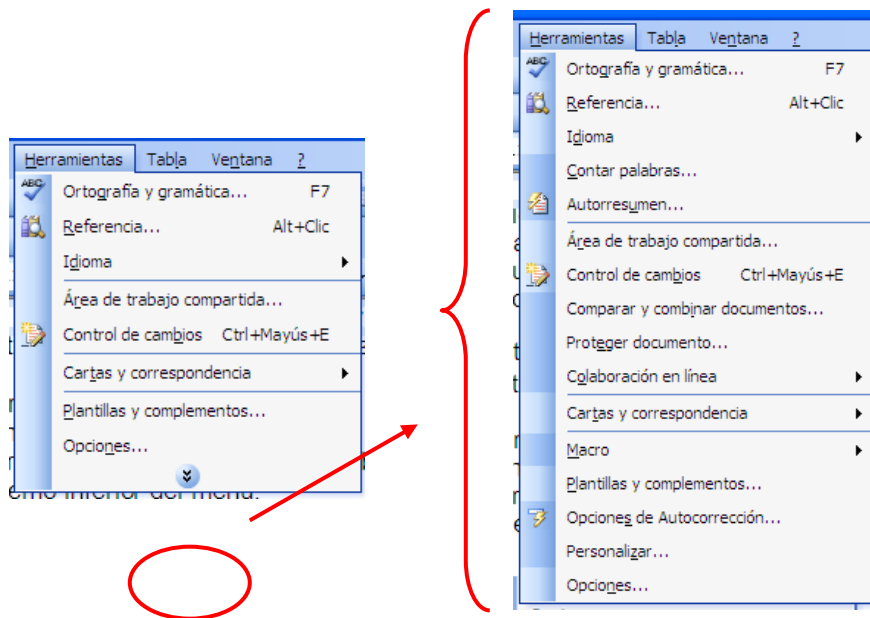 Herramientas Tabla Ventana ?
Ortografía y gramática... F7
Referencia... Alt+Clic
Idioma
Área de trabajo compartida...
Control de cambios Ctrl+Mayús+E
Cartas y correspondencia
Plantillas y complementos...
Opciones...
inferior del menú.
Herramientas Tabla Ventana ?
Ortografía y gramática... F7
Referencia... Alt+Clic
Idioma
Contar palabras...
Autorresumen...
Área de trabajo compartida...
Control de cambios Ctrl+Mayús+E
Comparar y combinar documentos...
Proteger documento...
Colaboración en línea
Cartas y correspondencia
Macro
Plantillas y complementos...
Opciones de Autocorrección...
Personalizar...
Opciones...